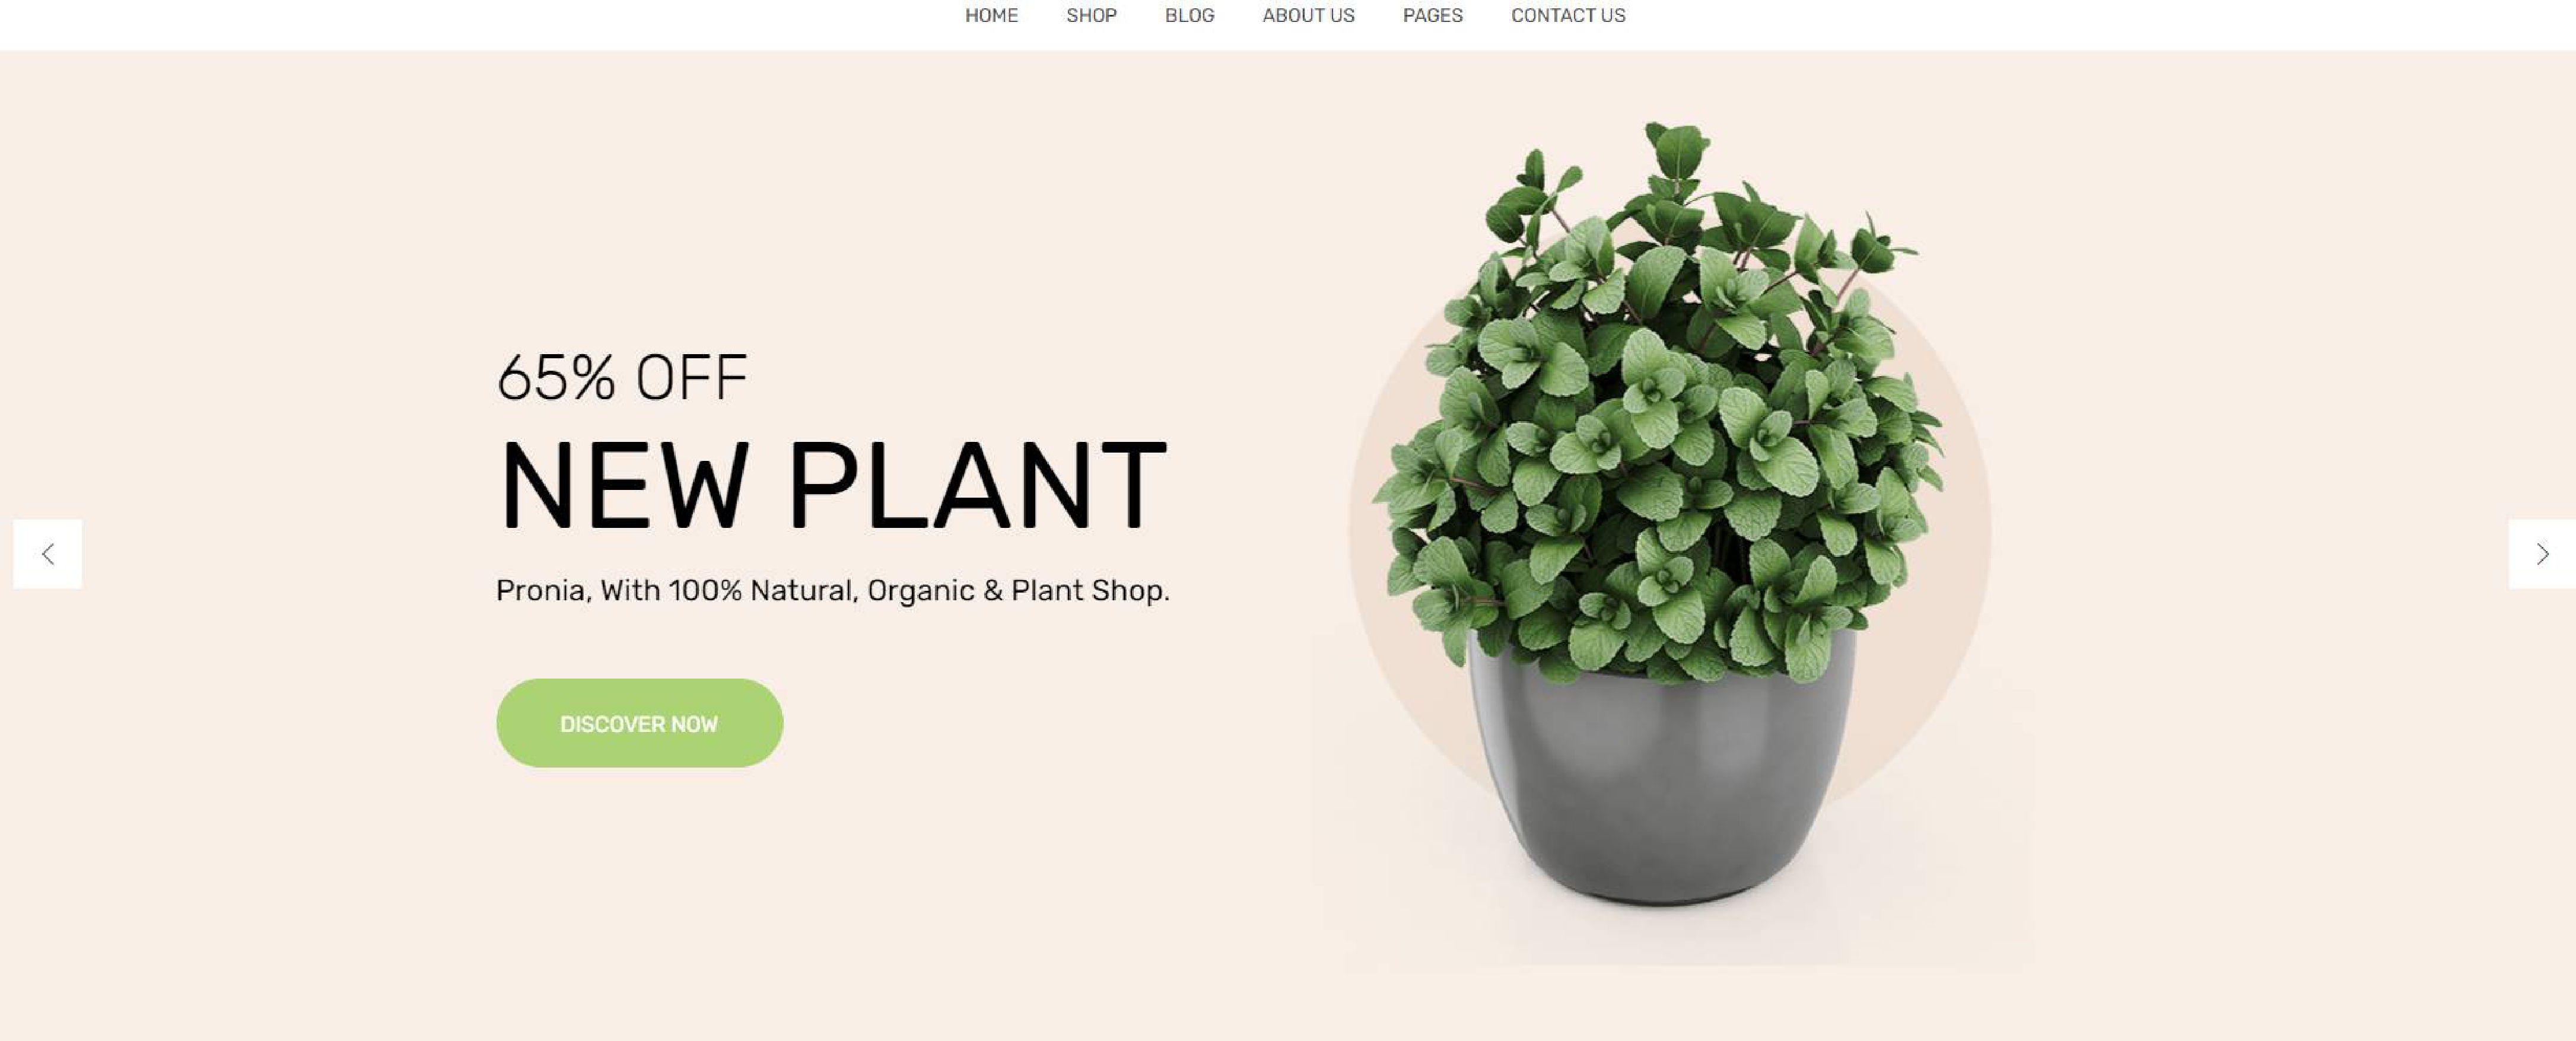 HOME SHOP BLOG ABOUT US PAGES CONTACT US
65% OFF
NEW PLANT
Pronia, With 100% Natural, Organic & Plant Shop.
DISCOVER NOW